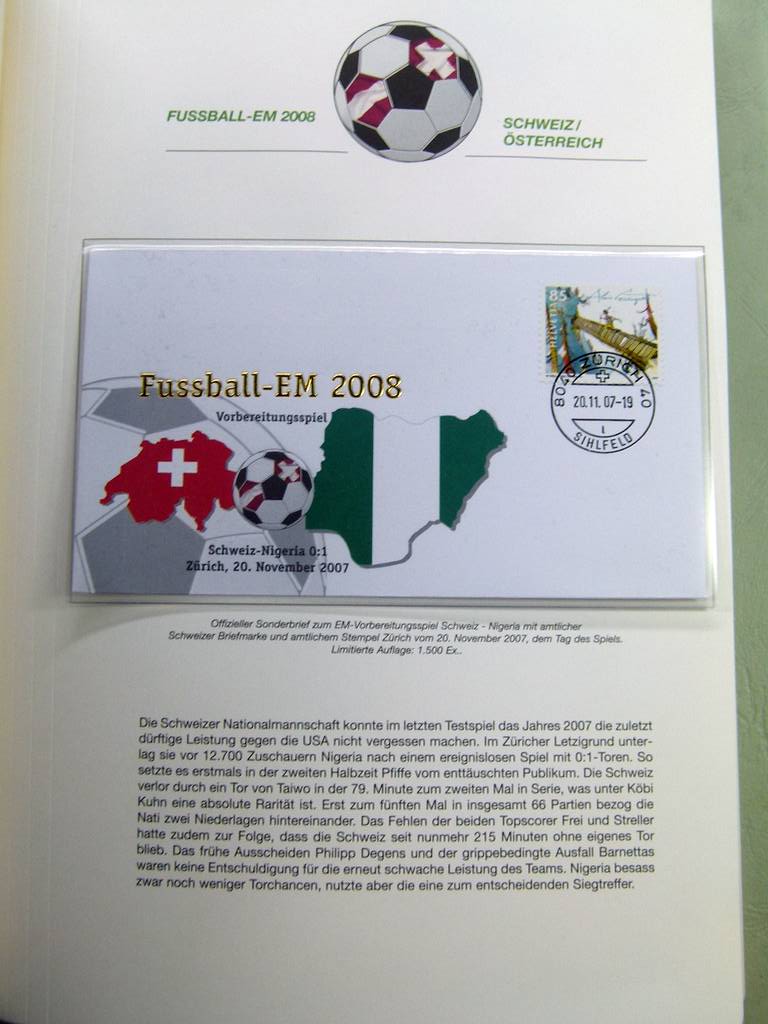 FUSSBALL-EM 2008
SCHWEIZ/
ÖSTERREICH
85
HELVETIA
8040 ZÜRICH 40
20.11.07-19
1
SIHLFELD
Fussball-EM 2008
Vorbereitungsspiel
Schweiz-Nigeria 0:1
Zürich, 20. November 2007
Offizieller Sonderbrief zum EM-Vorbereitungsspiel Schweiz - Nigeria mit amtlicher
Schweizer Briefmarke und amtlichem Stempel Zürich vom 20. November 2007, dem Tag des Spiels.
Limitierte Auflage: 1.500 Ex..
Die Schweizer Nationalmannschaft konnte im letzten Testspiel das Jahres 2007 die zuletzt
dürftige Leistung gegen die USA nicht vergessen machen. Im Züricher Letzigrund unter-
lag sie vor 12.700 Zuschauern Nigeria nach einem ereignislosen Spiel mit 0:1-Toren. So
setzte es erstmals in der zweiten Halbzeit Pfiffe vom enttäuschten Publikum. Die Schweiz
verlor durch ein Tor von Taiwo in der 79. Minute zum zweiten Mal in Serie, was unter Köbi
Kuhn eine absolute Rarität ist. Erst zum fünften Mal in insgesamt 66 Partien bezog die
Nati zwei Niederlagen hintereinander. Das Fehlen der beiden Topscorer Frei und Streller
hatte zudem zur Folge, dass die Schweiz seit nunmehr 215 Minuten ohne eigenes Tor
blieb. Das frühe Ausscheiden Philipp Degens und der grippebedingte Ausfall Barnettas
waren keine Entschuldigung für die erneut schwache Leistung des Teams. Nigeria besass
zwar noch weniger Torchancen, nutzte aber die eine zum entscheidenden Siegtreffer.